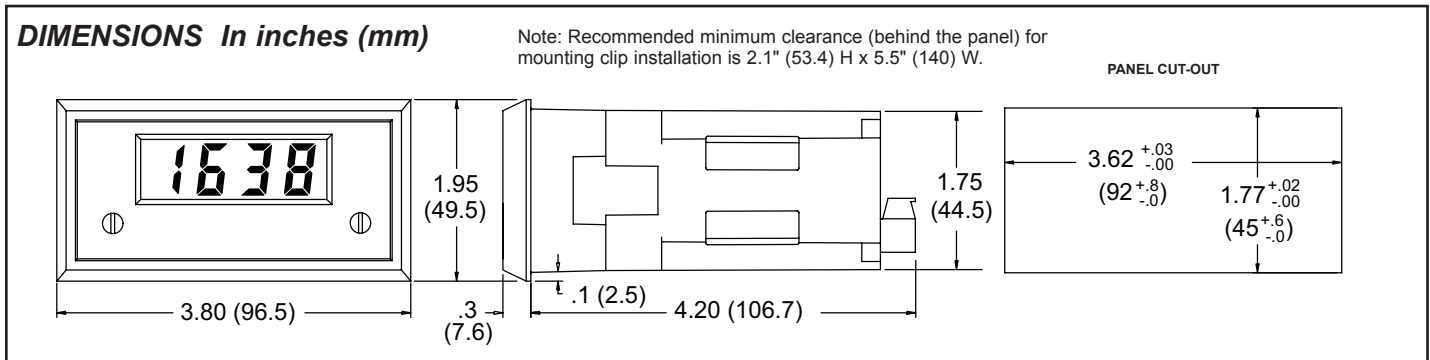 DIMENSIONS In inches (mm)
Note: Recommended minimum clearance (behind the panel) for
mounting clip installation is 2.1" (53.4) H x 5.5" (140) W.
PANEL CUT-OUT
1638
1.95
(49.5)
3.80 (96.5)
.3
(7.6)
.1 (2.5)
4.20 (106.7)
1.75
(44.5)
3.62 +.03 -.00
(92 +.8 -.0)
1.77 +.02 -.00
(45 +.6 -.0)